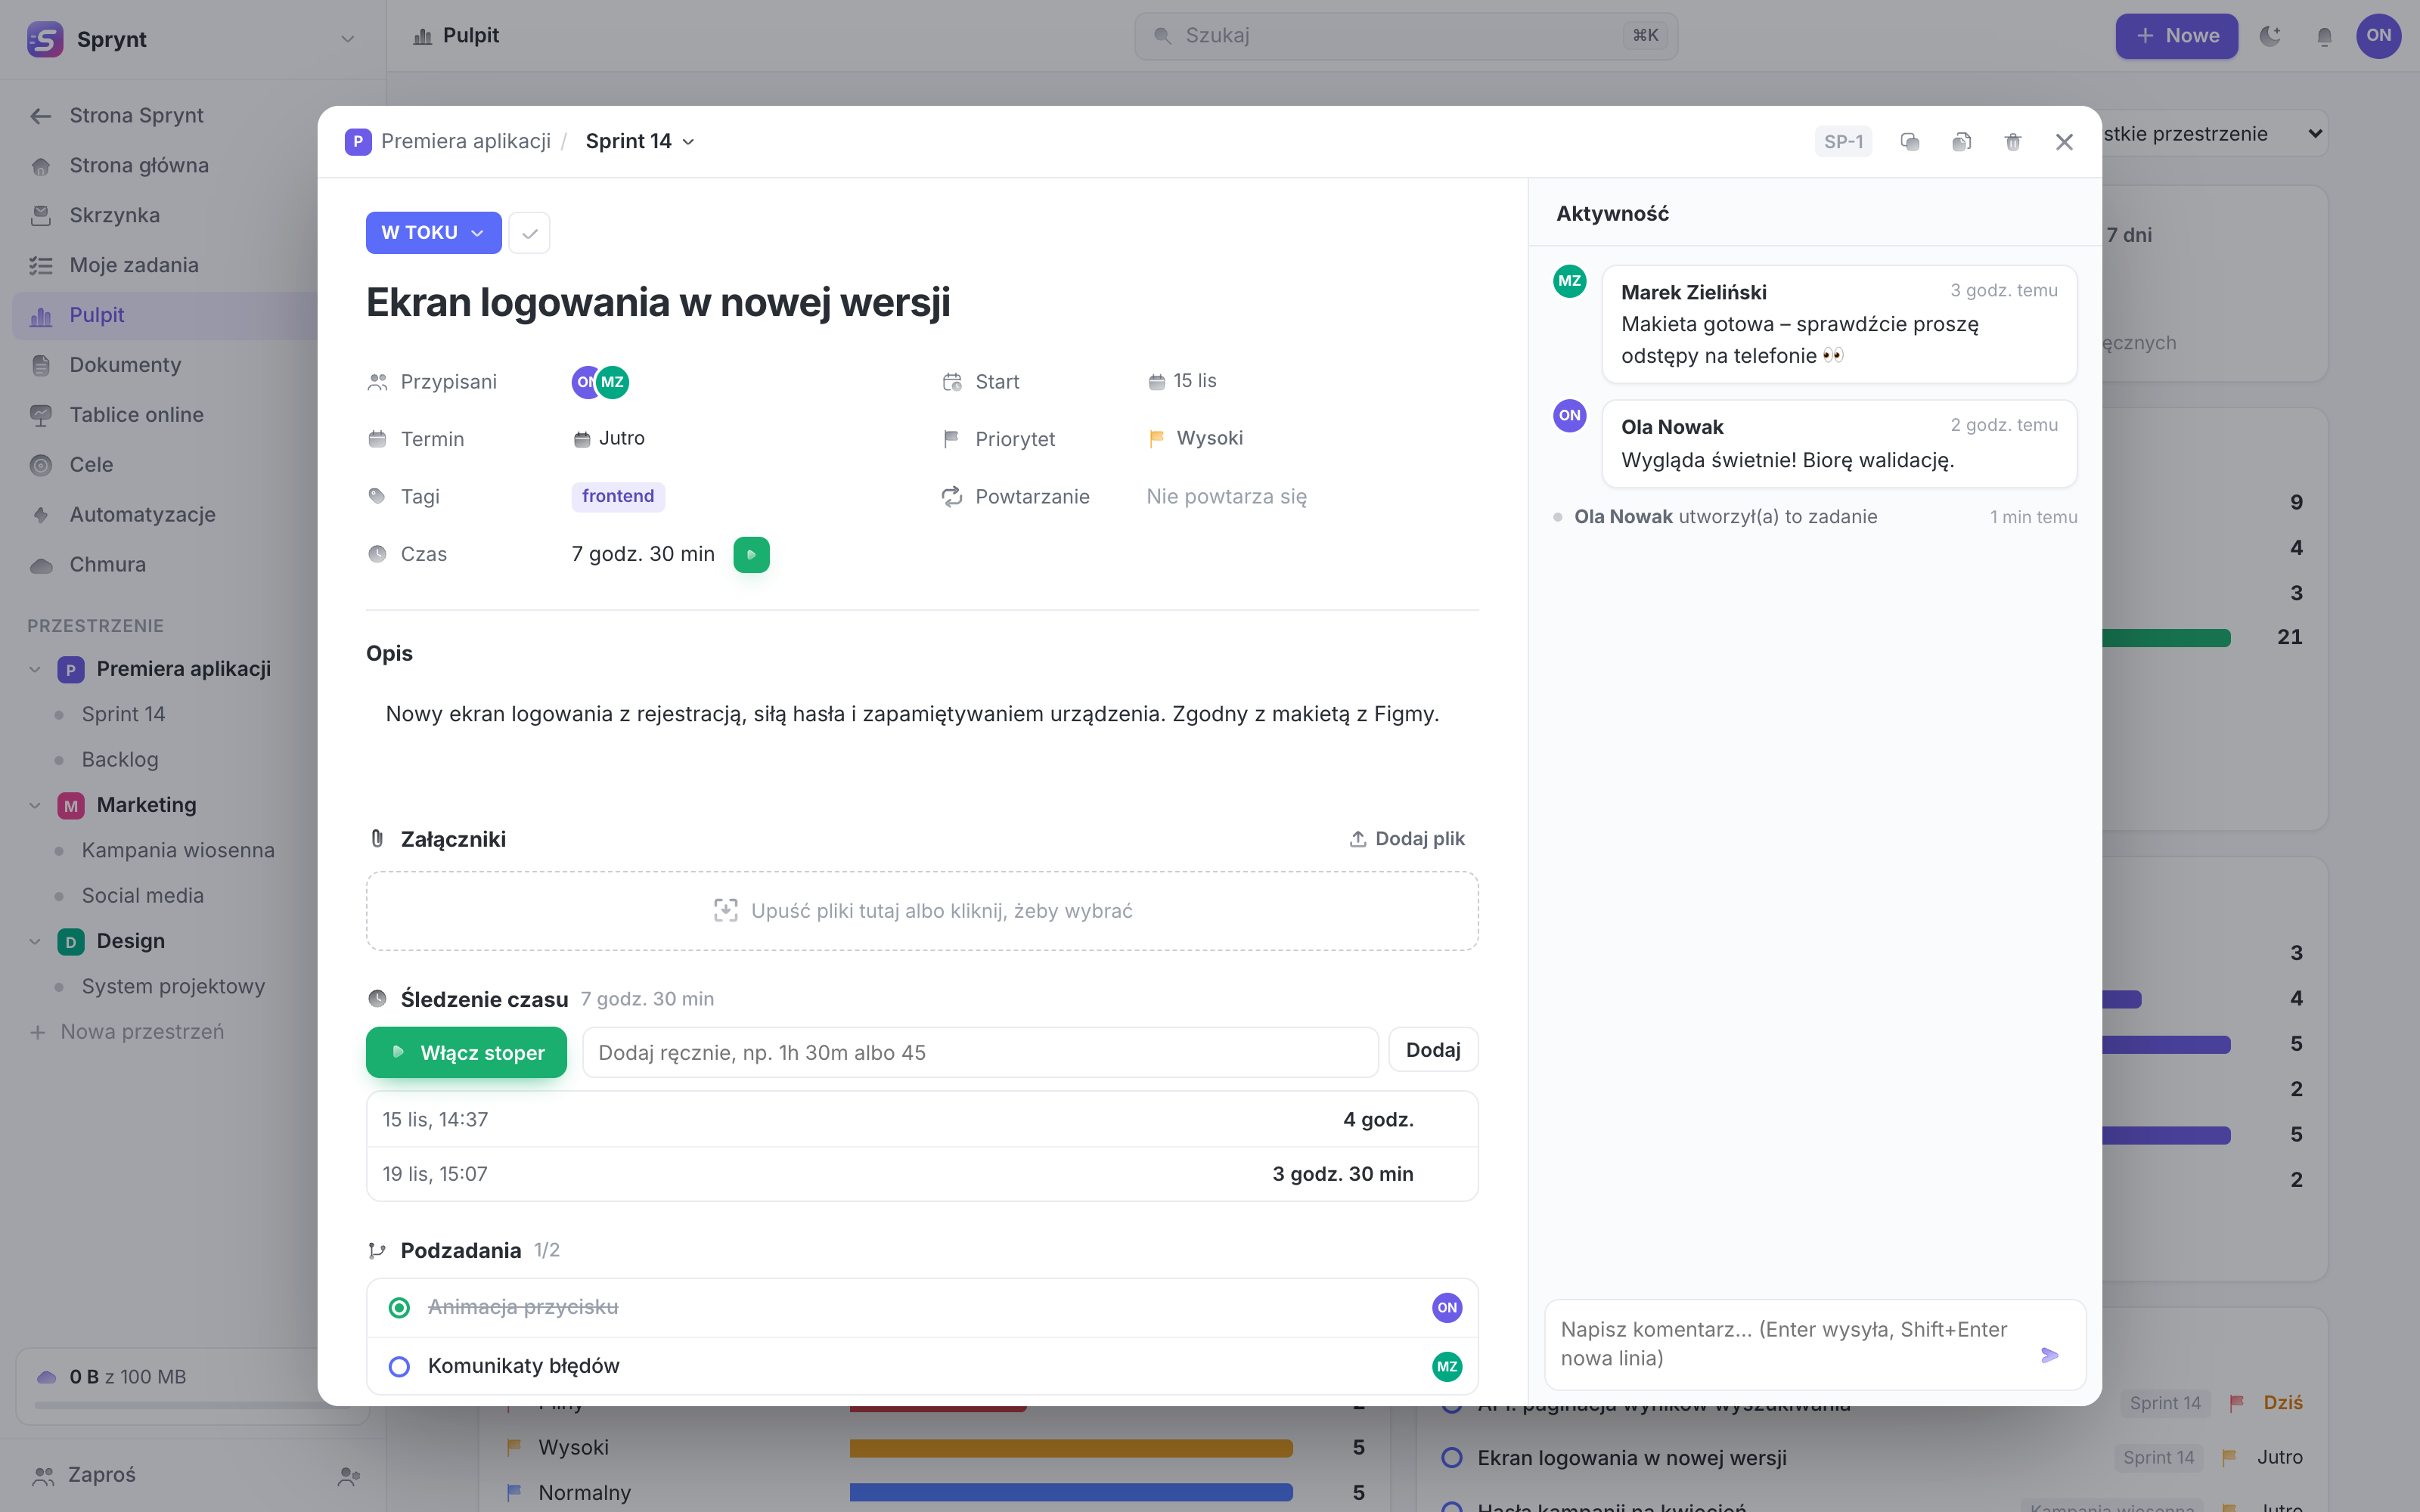 Sprynt
Pulpit
Szukaj
⌘K
Nowe
ON
Strona Sprynt
Strona główna
Skrzynka
Moje zadania
Pulpit
Dokumenty
Tablice online
Cele
Automatyzacje
Chmura
PRZESTRZENIE
P Premiera aplikacji
Sprint 14
Backlog
M Marketing
Kampania wiosenna
Social media
D Design
System projektowy
Nowa przestrzeń
0 B z 100 MB
Zaproś
P Premiera aplikacji / Sprint 14
SP-1
W TOKU
Ekran logowania w nowej wersji
Przypisani
MZ
Start
15 lis
Termin
Jutro
Priorytet
Wysoki
Tagi
frontend
Powtarzanie
Nie powtarza się
Czas
7 godz. 30 min
Opis
Nowy ekran logowania z rejestracją, siłą hasła i zapamiętywaniem urządzenia. Zgodny z makietą z Figmy.
Załączniki
Dodaj plik
Upuść pliki tutaj albo kliknij, żeby wybrać
Śledzenie czasu 7 godz. 30 min
Włącz stoper
Dodaj ręcznie, np. 1h 30m albo 45
Dodaj
15 lis, 14:37
4 godz.
19 lis, 15:07
3 godz. 30 min
Podzadania 1/2
Animacja przycisku
ON
Komunikaty błędów
MZ
Aktywność
MZ
Marek Zieliński
3 godz. temu
Makieta gotowa – sprawdźcie proszę
odstępy na telefonie 👀
ON
Ola Nowak
2 godz. temu
Wygląda świetnie! Biorę walidację.
Ola Nowak utworzył(a) to zadanie
1 min temu
Napisz komentarz... (Enter wysyła, Shift+Enter
nowa linia)
przestrzenie
7 dni
9
4
3
21
3
4
5
2
5
2
Wysoki
5
Normalny
5
Sprint 14
Dziś
Ekran logowania w nowej wersji
Sprint 14
Jutro